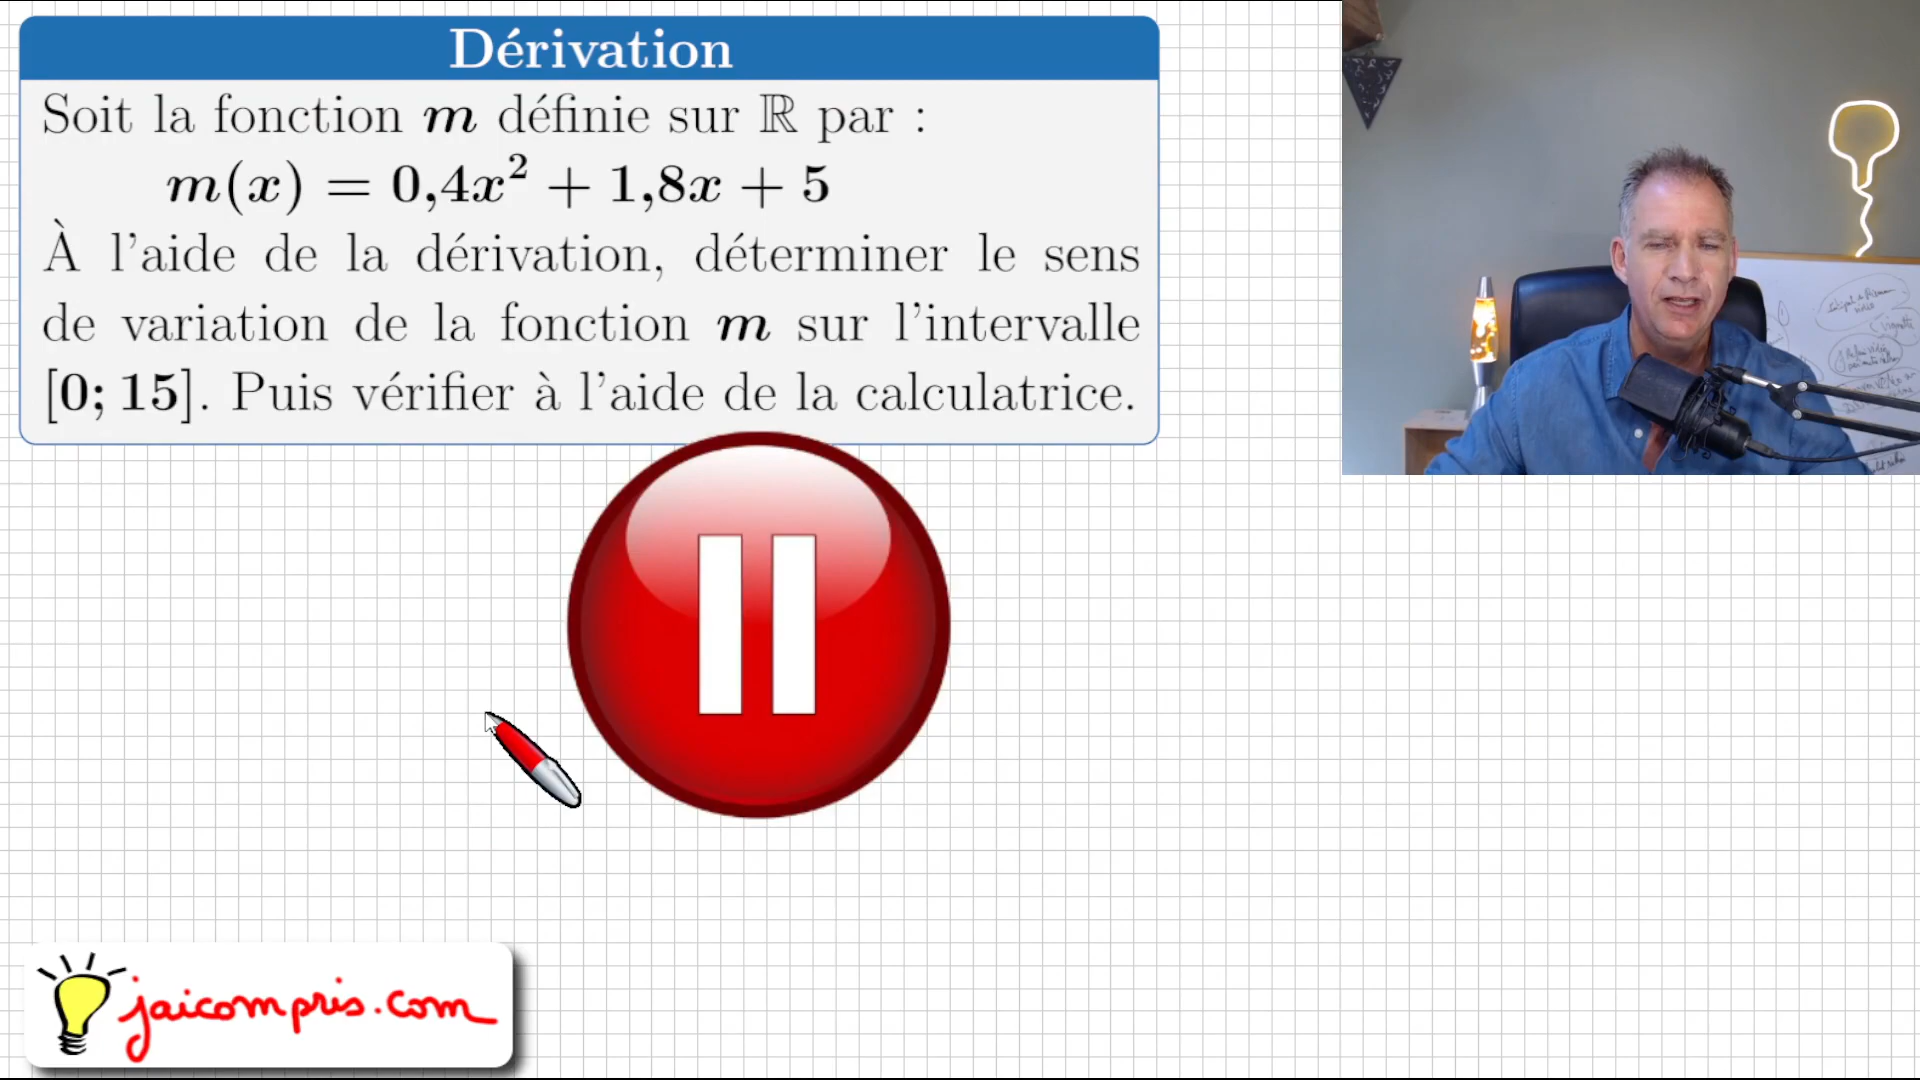 Dérivation
Soit la fonction m définie sur ℝ par :
m(x) = 0,4x² + 1,8x + 5
À l'aide de la dérivation, déterminer le sens
de variation de la fonction m sur l'intervalle
[0; 15]. Puis vérifier à l'aide de la calculatrice.
jaicompris.com